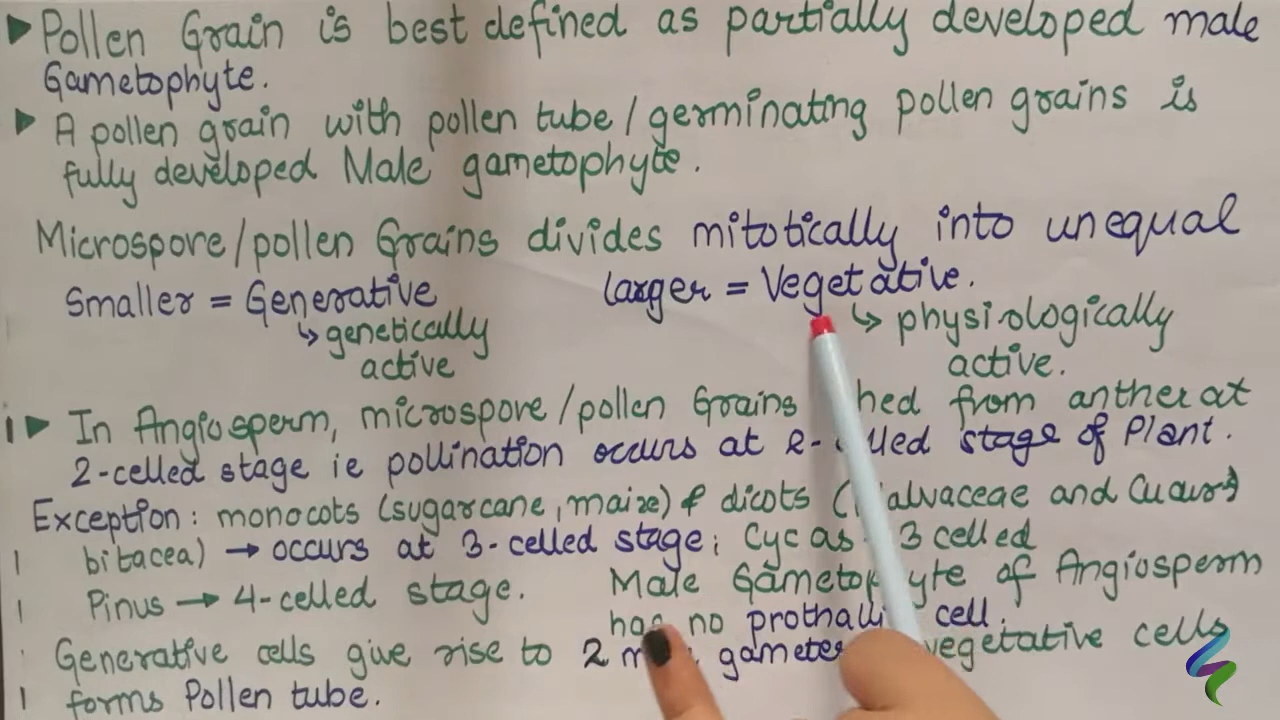 ▶ Pollen Grain is best defined as partially developed male
Gametophyte.
▶ A pollen grain with pollen tube / germinating pollen grains is
fully developed Male gametophyte.
Microspore/pollen Grains divides mitotically into unequal
Smaller = Generative larger = Vegetative.
↳ genetically ↳ physiologically
active active.
▶ In Angiosperm, microspore/pollen Grains from anther at
2-celled stage ie pollination occurs at 2- stage of Plant.
Exception: monocots (sugarcane, maize) & dicots ( and Cucur
bitacea) → occurs at 3-celled stage; Cycas 3 celled
Pinus → 4-celled stage. Male Gametophyte of Angiosperm
has no cell.
Generative cells give rise to 2 vegetative cells
forms Pollen tube.